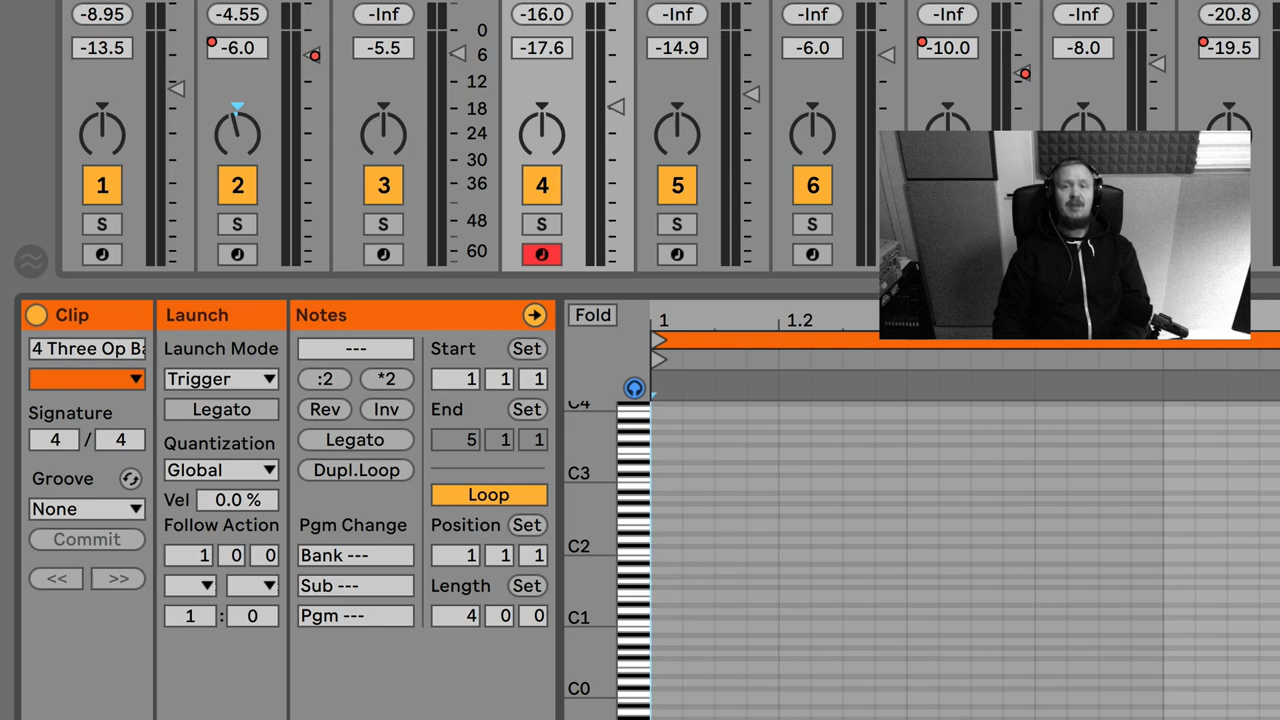 -8.95 -4.55 -Inf -16.0 -Inf -Inf -Inf -Inf -20.8
-13.5 -6.0 -5.5 -17.6 -14.9 -6.0 -10.0 -8.0 -19.5
0
6
12
18
24
30
36
48
60
1 2 3 4 5 6
S S S S S S
Clip
4 Three Op Ba
Signature
4 / 4
Groove
None
Commit
<< >>
Launch
Launch Mode
Trigger
Legato
Quantization
Global
Vel 0.0 %
Follow Action
1 0 0
1 : 0
Notes
---
:2 *2
Rev Inv
Legato
Dupl.Loop
Pgm Change
Bank ---
Sub ---
Pgm ---
Start Set
1 1 1
End Set
5 1 1
Loop
Position Set
1 1 1
Length Set
4 0 0
Fold
1 1.2
C4
C3
C2
C1
C0